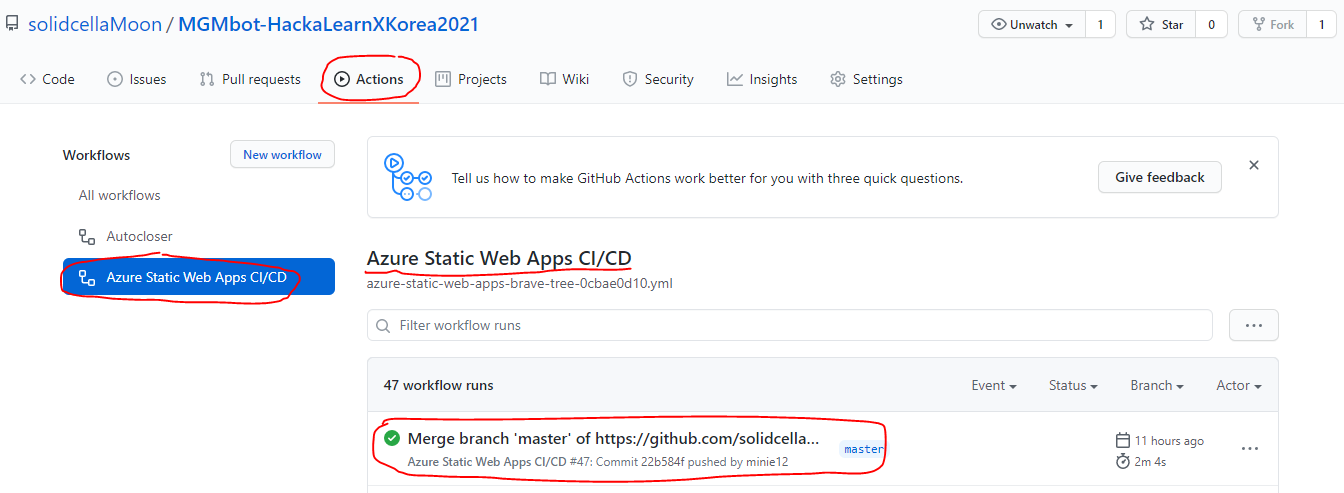 solidcellaMoon / MGMbot-HackaLearnXKorea2021
Unwatch 1 Star 0 Fork 1
Code Issues Pull requests Actions Projects Wiki Security Insights Settings
Workflows
New workflow
All workflows
Autocloser
Azure Static Web Apps CI/CD
Tell us how to make GitHub Actions work better for you with three quick questions.
Give feedback
Azure Static Web Apps CI/CD
azure-static-web-apps-brave-tree-0cbae0d10.yml
Filter workflow runs
47 workflow runs
Event Status Branch Actor
Merge branch 'master' of https://github.com/solidcella...
Azure Static Web Apps CI/CD #47: Commit 22b584f pushed by minie12
master
11 hours ago
2m 4s